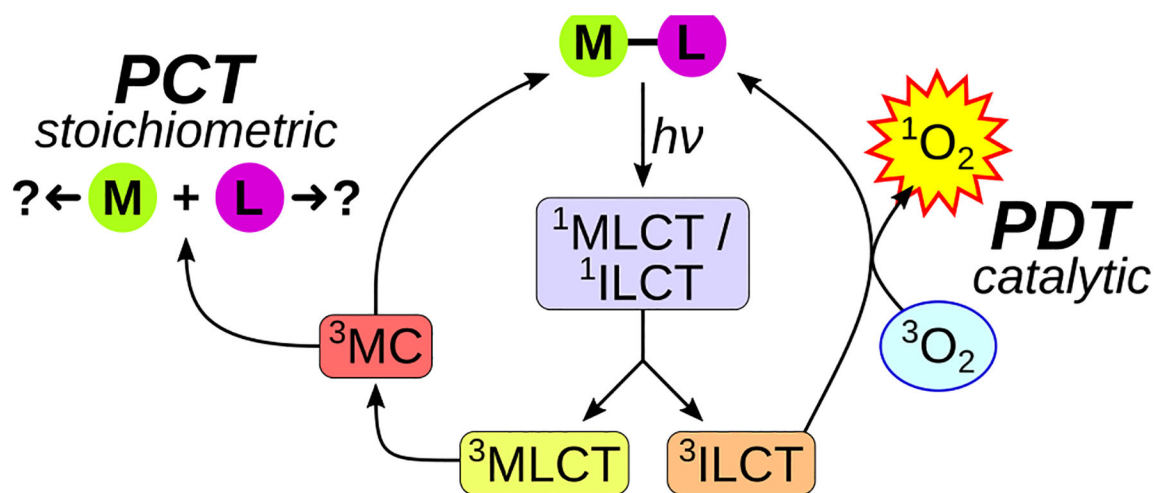 M L
PCT
stoichiometric
hν
¹O₂
? M + L ?
¹MLCT /
¹ILCT
PDT
catalytic
³MC
³O₂
³MLCT
³ILCT